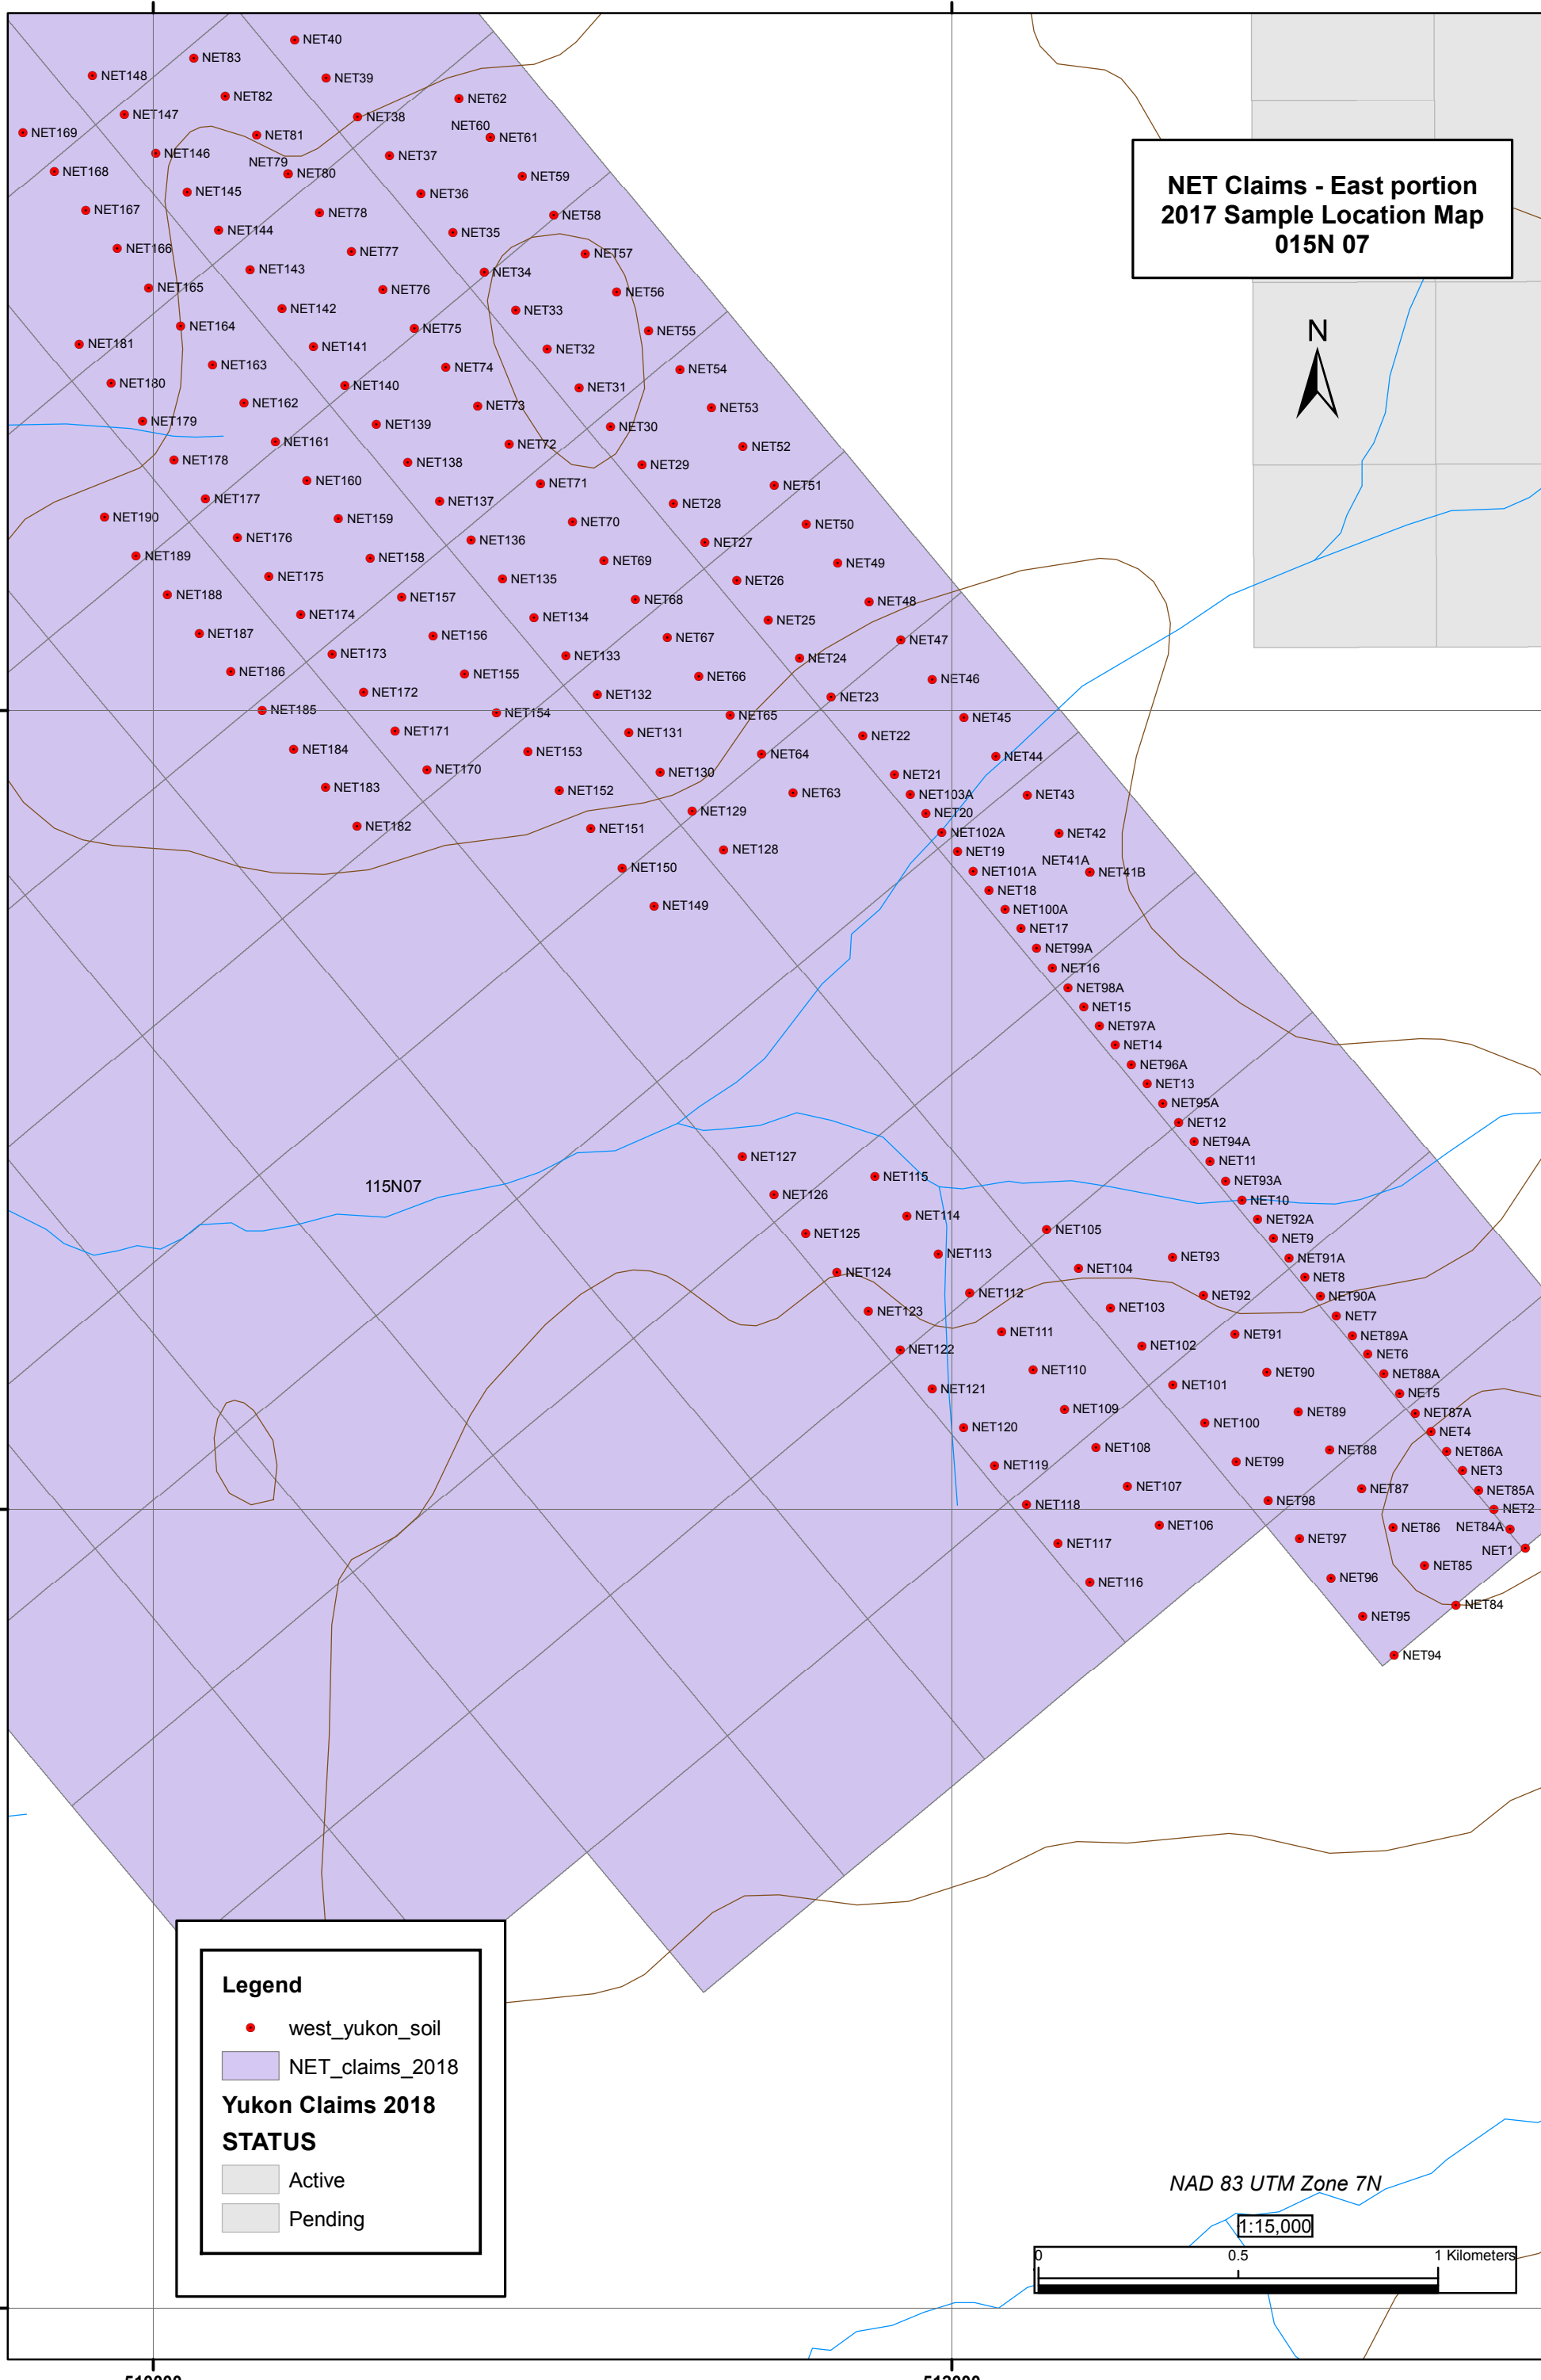 NET40
NET83
NET148
NET39
NET82
NET62
NET147
NET38
NET60
NET61
NET169
NET81
NET146
NET37
NET79
NET80
NET168
NET59
NET145
NET36
NET167
NET78
NET58
NET144
NET35
NET166
NET77
NET57
NET143
NET34
NET165
NET76
NET56
NET142
NET33
NET164
NET75
NET55
NET181
NET141
NET32
NET163
NET74
NET54
NET180
NET140
NET31
NET162
NET73
NET53
NET179
NET139
NET30
NET161
NET72
NET52
NET178
NET138
NET29
NET160
NET71
NET51
NET177
NET137
NET28
NET190
NET159
NET70
NET50
NET176
NET136
NET27
NET189
NET158
NET69
NET49
NET175
NET135
NET26
NET188
NET157
NET68
NET48
NET174
NET134
NET25
NET187
NET156
NET67
NET47
NET173
NET133
NET24
NET186
NET155
NET66
NET46
NET172
NET132
NET23
NET185
NET154
NET65
NET45
NET171
NET131
NET22
NET184
NET153
NET64
NET44
NET170
NET130
NET21
NET183
NET152
NET63
NET103A
NET43
NET129
NET20
NET182
NET151
NET102A
NET42
NET128
NET19
NET41A
NET150
NET101A
NET41B
NET18
NET149
NET100A
NET17
NET99A
NET16
NET98A
NET15
NET97A
NET14
NET96A
NET13
NET95A
NET12
NET94A
NET127
NET11
NET115
NET93A
115N07
NET126
NET10
NET114
NET92A
NET125
NET105
NET9
NET113
NET93
NET91A
NET124
NET104
NET8
NET112
NET92
NET90A
NET123
NET103
NET7
NET111
NET91
NET89A
NET122
NET102
NET6
NET110
NET90
NET88A
NET121
NET101
NET5
NET109
NET89
NET87A
NET120
NET100
NET4
NET108
NET88
NET86A
NET119
NET99
NET3
NET107
NET87
NET85A
NET118
NET98
NET2
NET106
NET86
NET84A
NET117
NET97
NET1
NET85
NET116
NET96
NET84
NET95
NET94
NET Claims - East portion
2017 Sample Location Map
015N 07
N
Legend
west_yukon_soil
NET_claims_2018
Yukon Claims 2018
STATUS
Active
Pending
NAD 83 UTM Zone 7N
1:15,000
0 0.5 1 Kilometers